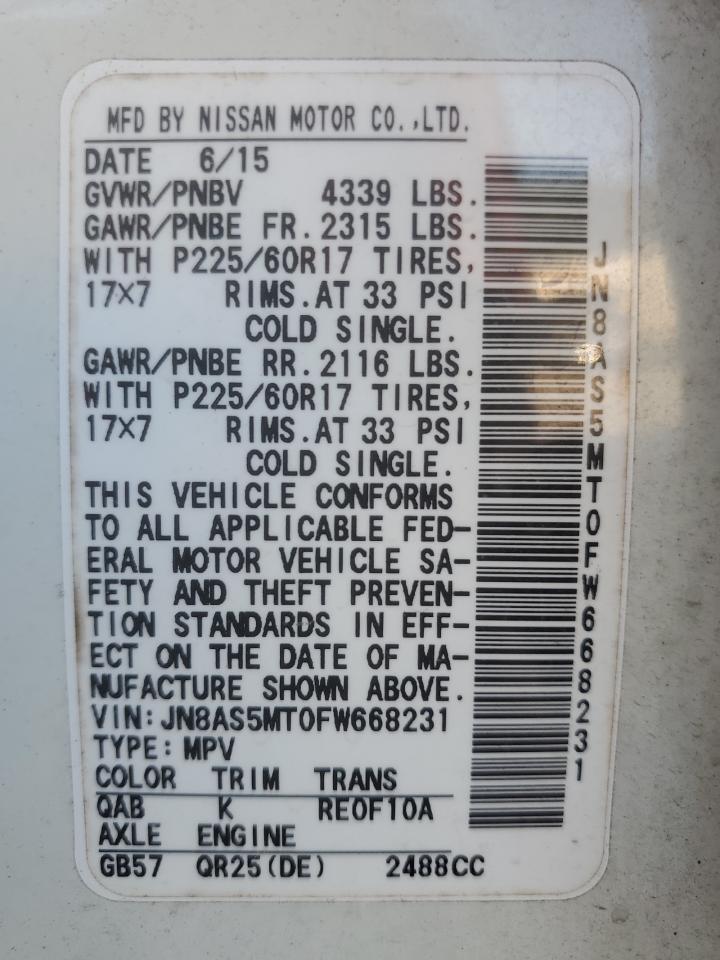 MFD BY NISSAN MOTOR CO.,LTD.
DATE 6/15
GVWR/PNBV 4339 LBS.
GAWR/PNBE FR.2315 LBS.
WITH P225/60R17 TIRES,
17×7 RIMS.AT 33 PSI
COLD SINGLE.
GAWR/PNBE RR.2116 LBS.
WITH P225/60R17 TIRES,
17×7 RIMS.AT 33 PSI
COLD SINGLE.
THIS VEHICLE CONFORMS
TO ALL APPLICABLE FED-
ERAL MOTOR VEHICLE SA-
FETY AND THEFT PREVEN-
TION STANDARDS IN EFF-
ECT ON THE DATE OF MA-
NUFACTURE SHOWN ABOVE.
VIN:JN8AS5MT0FW668231
TYPE:MPV
COLOR TRIM TRANS
QAB K RE0F10A
AXLE ENGINE
GB57 QR25(DE) 2488CC
JN8AS5MT0FW668231